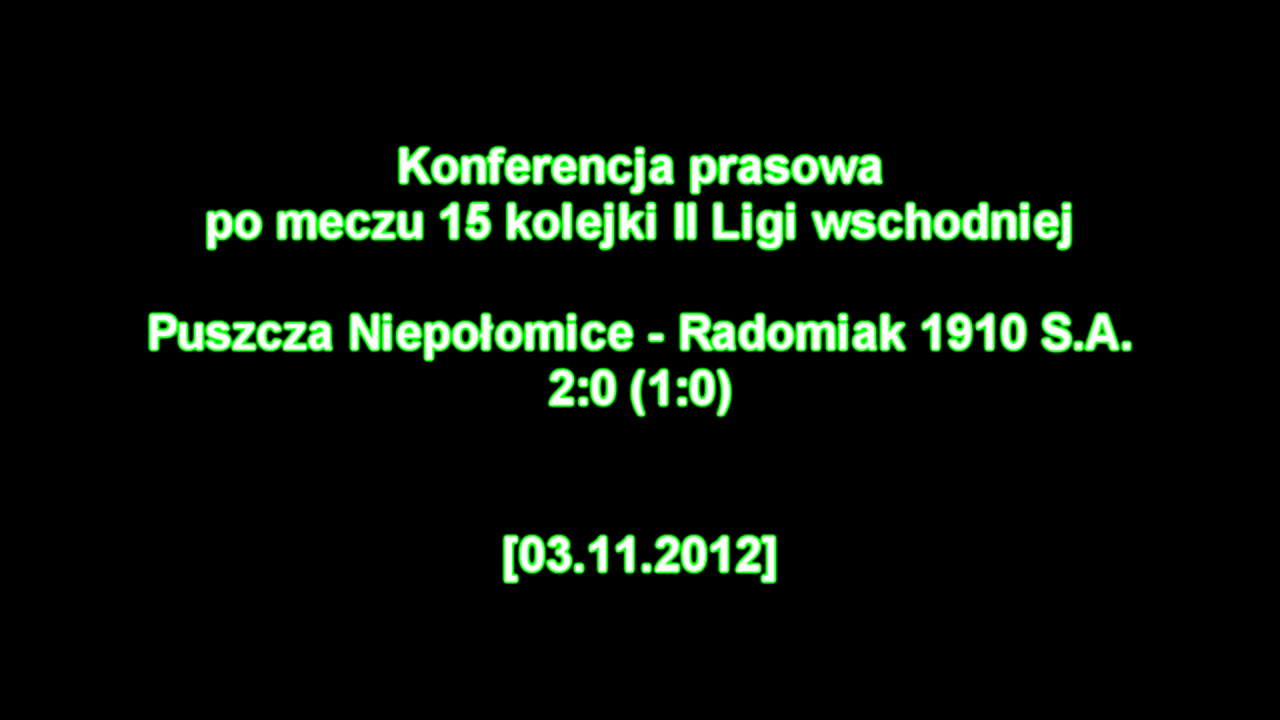 Konferencja prasowa
po meczu 15 kolejki II Ligi wschodniej
Puszcza Niepołomice - Radomiak 1910 S.A.
2:0 (1:0)
[03.11.2012]